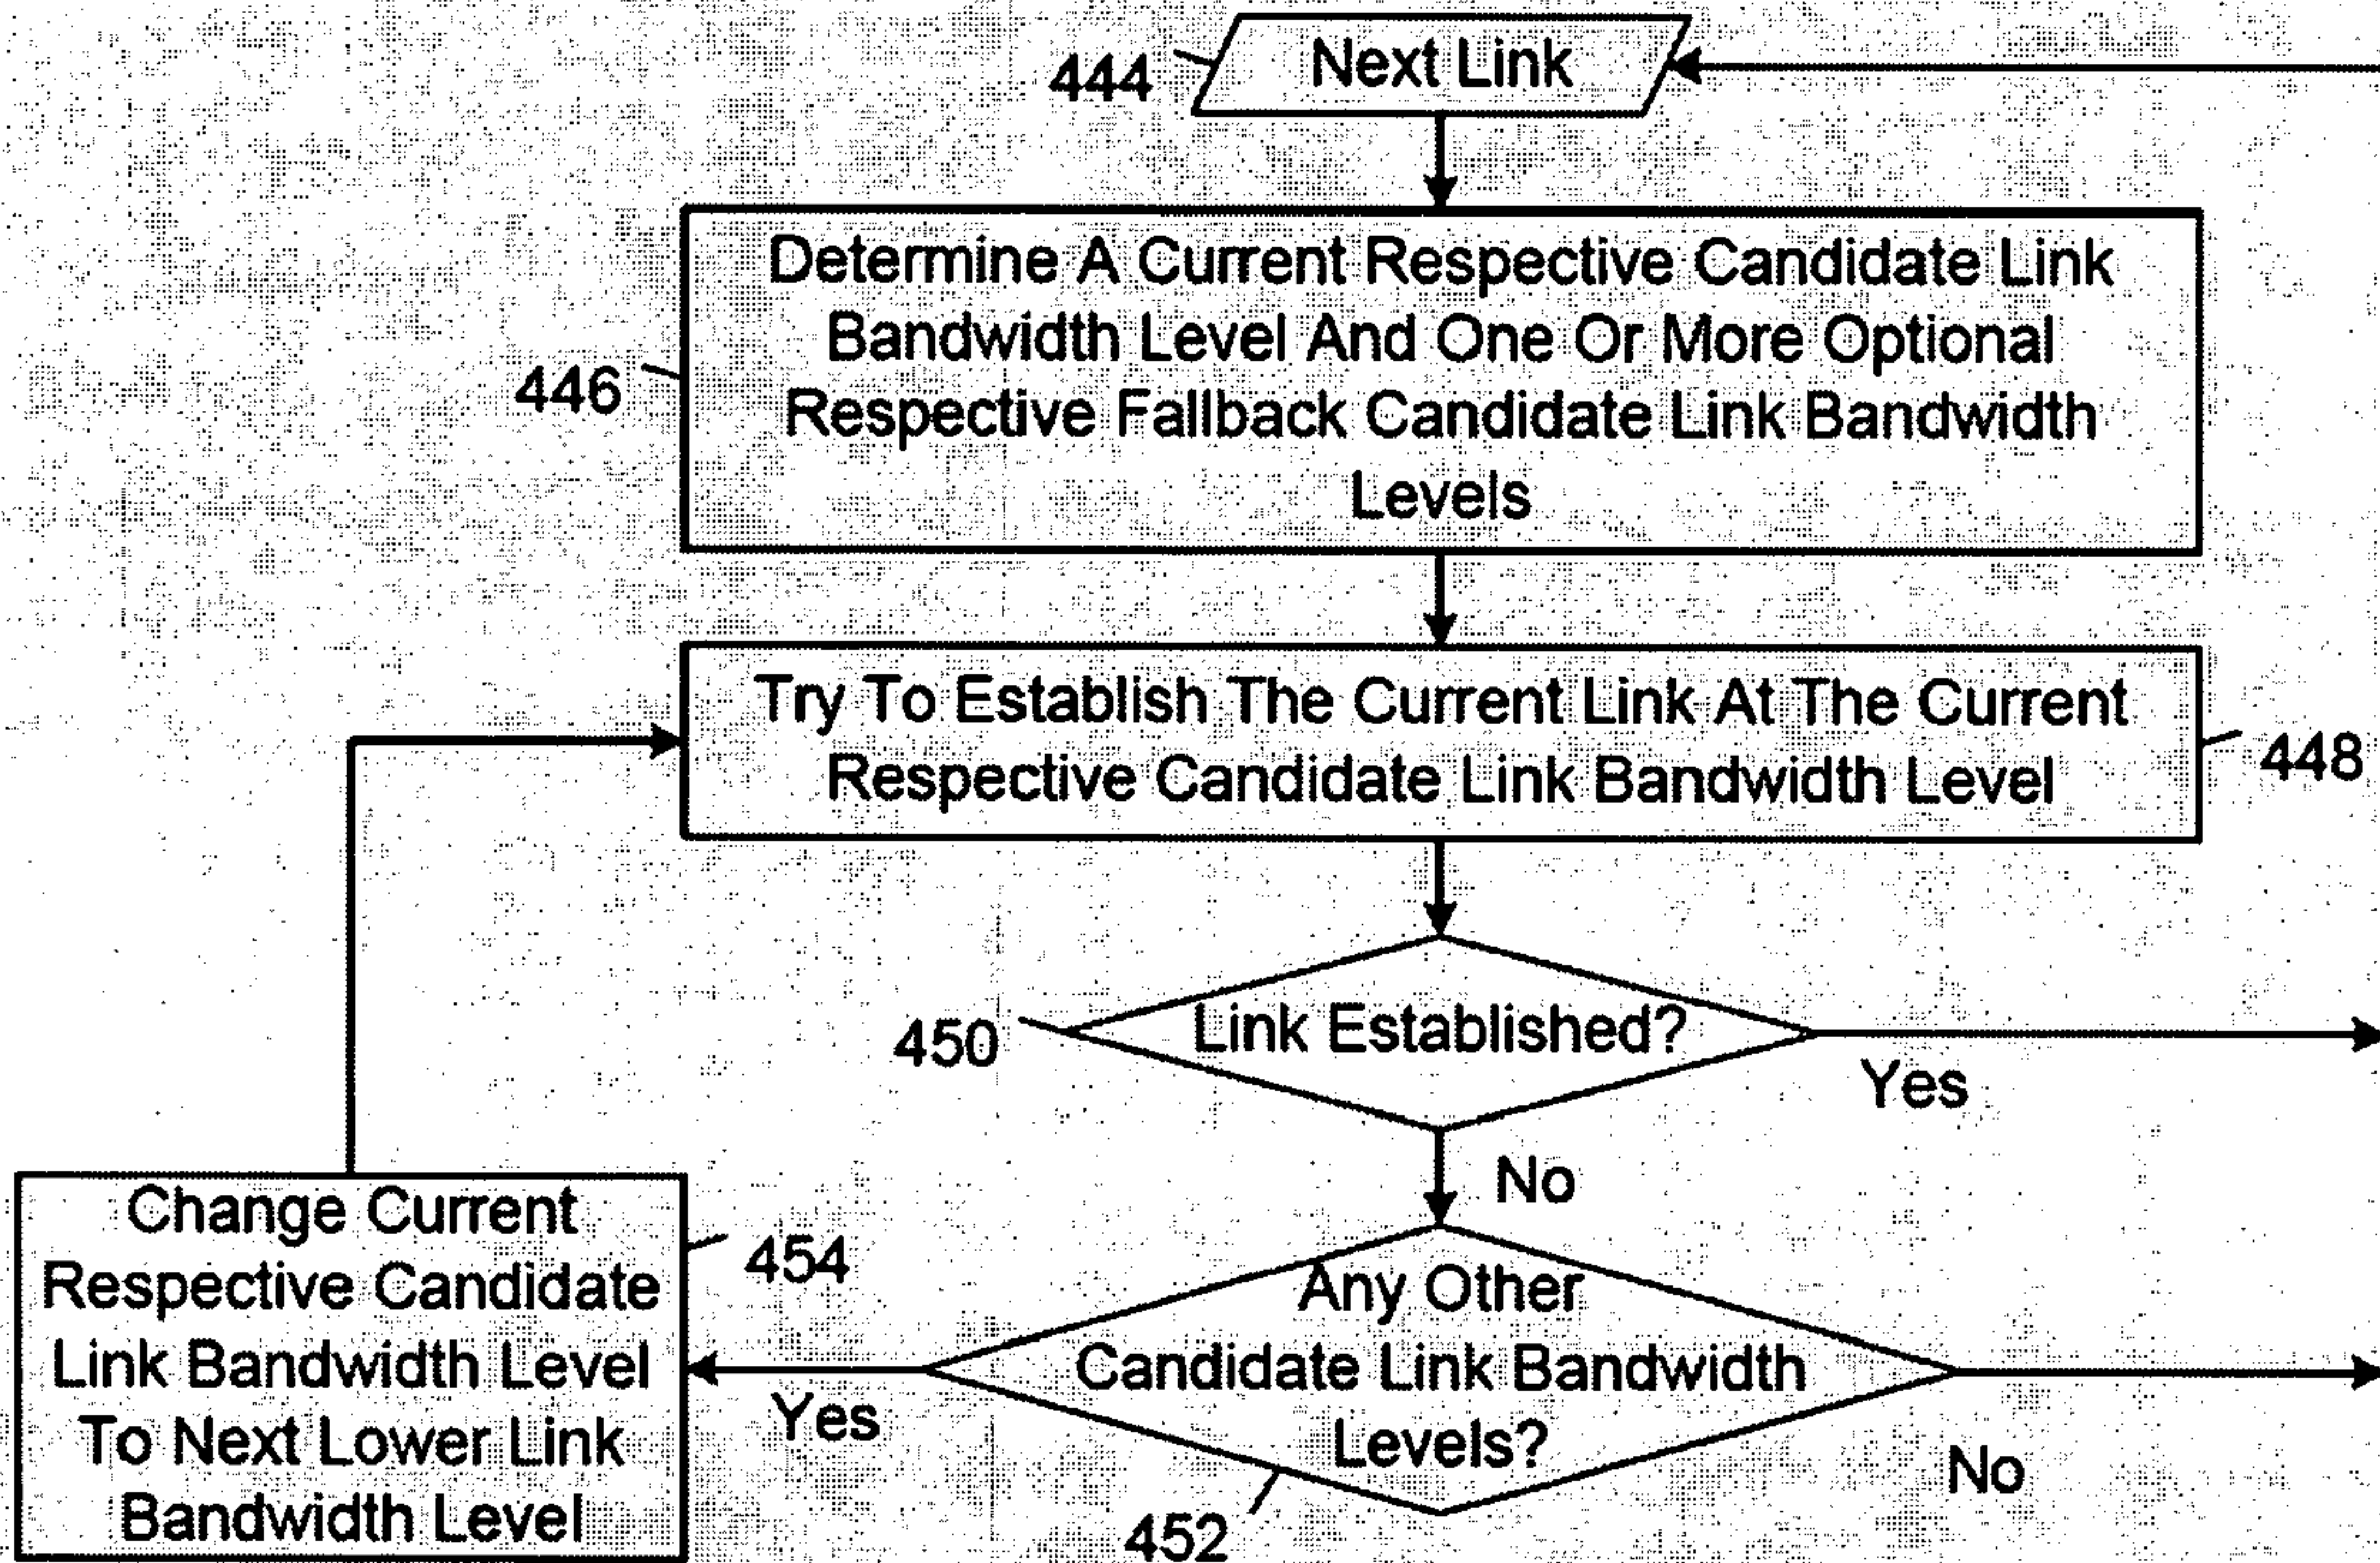 444
Next Link
Determine A Current Respective Candidate Link
Bandwidth Level And One Or More Optional
Respective Fallback Candidate Link Bandwidth
Levels
446
Try To Establish The Current Link At The Current
Respective Candidate Link Bandwidth Level
448
Link Established?
450
Yes
No
Change Current
Respective Candidate
Link Bandwidth Level
To Next Lower Link
Bandwidth Level
454
Any Other
Candidate Link Bandwidth
Levels?
Yes
No
452